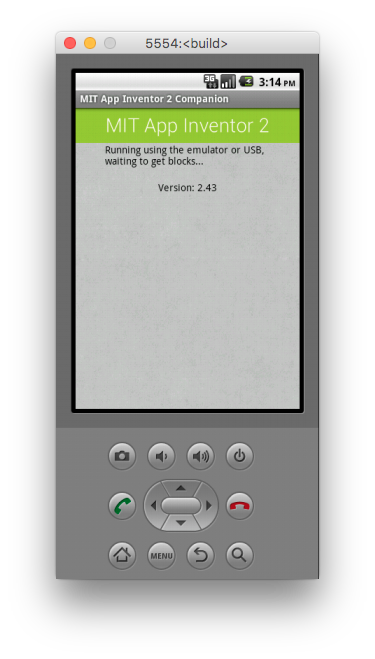 5554:<build>
3G
3:14 PM
MIT App Inventor 2 Companion
MIT App Inventor 2
Running using the emulator or USB,
waiting to get blocks...
Version: 2.43
MENU